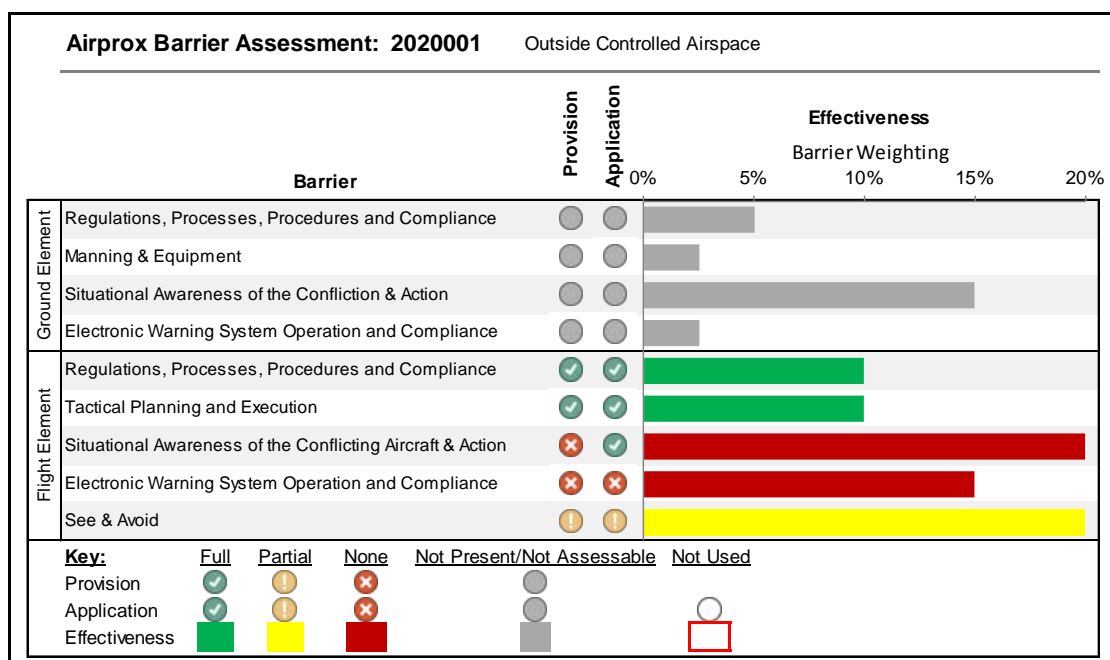 Airprox Barrier Assessment: 2020001 Outside Controlled Airspace
Provision
Application
Effectiveness
Barrier Weighting
Barrier
0% 5% 10% 15% 20%
Ground Element
Regulations, Processes, Procedures and Compliance
Manning & Equipment
Situational Awareness of the Confliction & Action
Electronic Warning System Operation and Compliance
Flight Element
Regulations, Processes, Procedures and Compliance
Tactical Planning and Execution
Situational Awareness of the Conflicting Aircraft & Action
Electronic Warning System Operation and Compliance
See & Avoid
Key: Full Partial None Not Present/Not Assessable Not Used
Provision
Application
Effectiveness